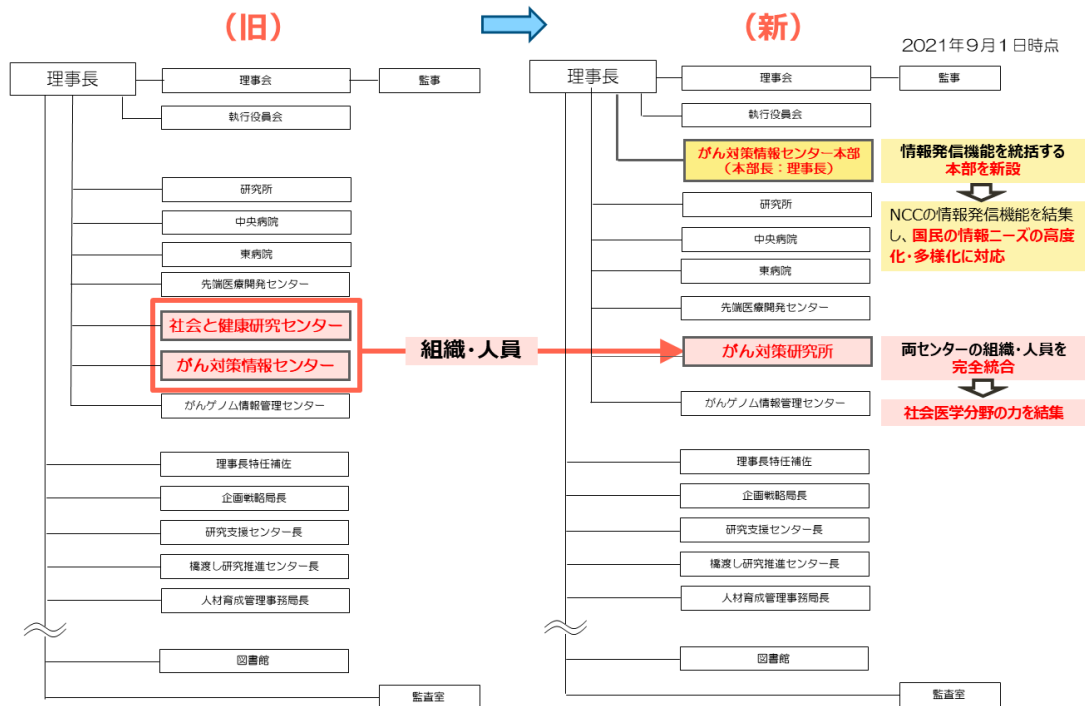 (旧)
(新)
2021年9月1日時点
理事長
理事会
監事
執行役員会
研究所
中央病院
東病院
先端医療開発センター
社会と健康研究センター
がん対策情報センター
がんゲノム情報管理センター
理事長特任補佐
企画戦略局長
研究支援センター長
橋渡し研究推進センター長
人材育成管理事務局長
図書館
監査室
組織・人員
理事長
理事会
監事
執行役員会
がん対策情報センター本部
(本部長:理事長)
情報発信機能を統括する
本部を新設
NCCの情報発信機能を結集
し、国民の情報ニーズの高度
化・多様化に対応
研究所
中央病院
東病院
先端医療開発センター
がん対策研究所
両センターの組織・人員を
完全統合
社会医学分野の力を結集
がんゲノム情報管理センター
理事長特任補佐
企画戦略局長
研究支援センター長
橋渡し研究推進センター長
人材育成管理事務局長
図書館
監査室